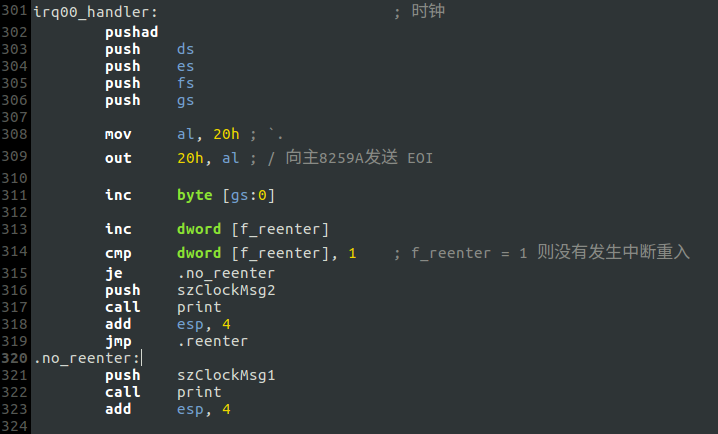 301 irq00_handler: ; 时钟
302 pushad
303 push ds
304 push es
305 push fs
306 push gs
307
308 mov al, 20h ; `.
309 out 20h, al ; / 向主8259A发送 EOI
310
311 inc byte [gs:0]
312
313 inc dword [f_reenter]
314 cmp dword [f_reenter], 1 ; f_reenter = 1 则没有发生中断重入
315 je .no_reenter
316 push szClockMsg2
317 call print
318 add esp, 4
319 jmp .reenter
320 .no_reenter:
321 push szClockMsg1
322 call print
323 add esp, 4
324